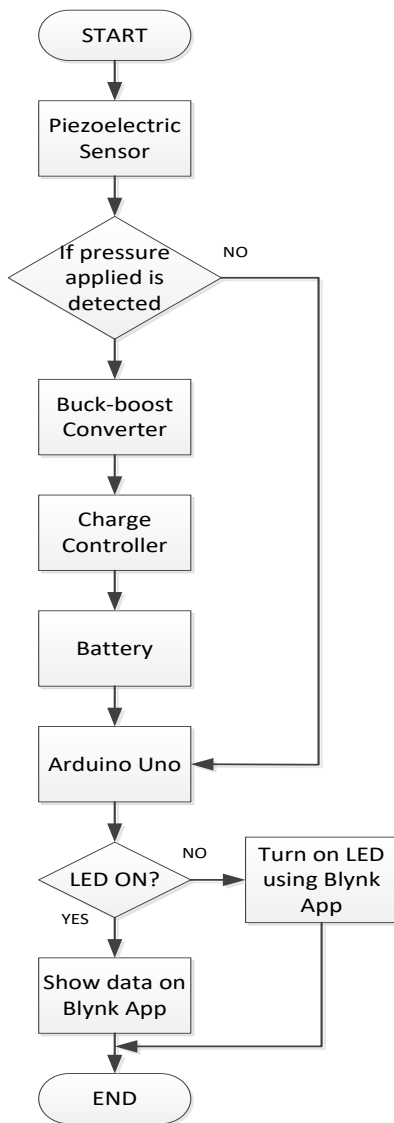 START
Piezoelectric
Sensor
If pressure
applied is
detected
NO
Buck-boost
Converter
Charge
Controller
Battery
Arduino Uno
LED ON?
NO
YES
Turn on LED
using Blynk
App
Show data on
Blynk App
END